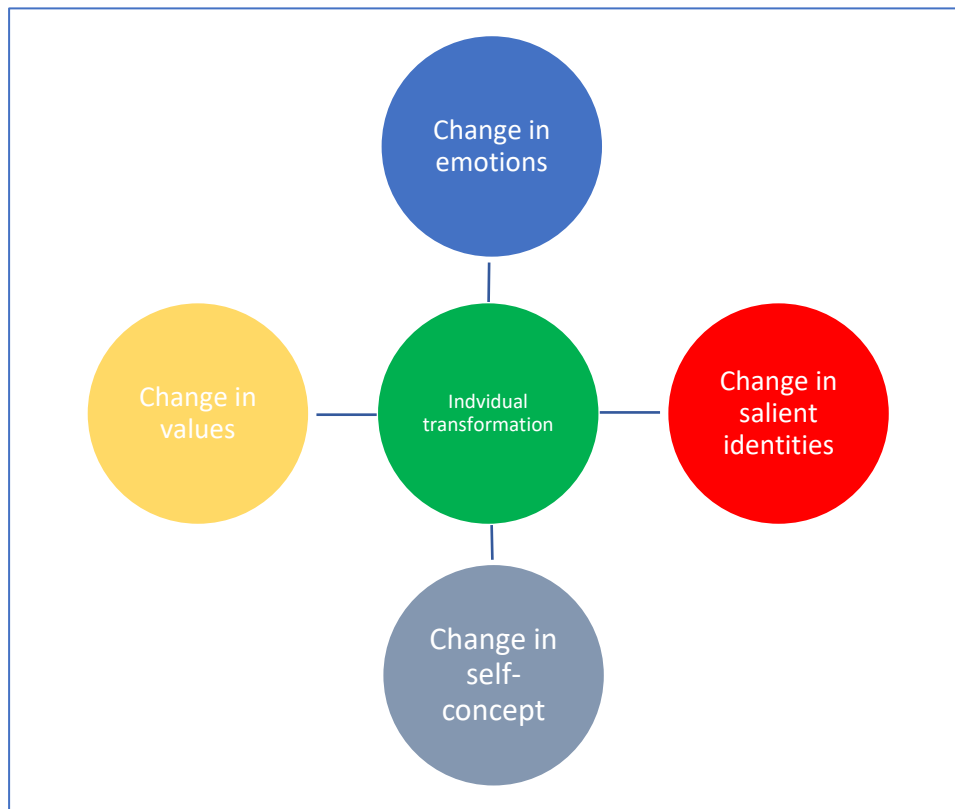 Change in
emotions
Change in
values
Indvidual
transformation
Change in
salient
identities
Change in
self-
concept